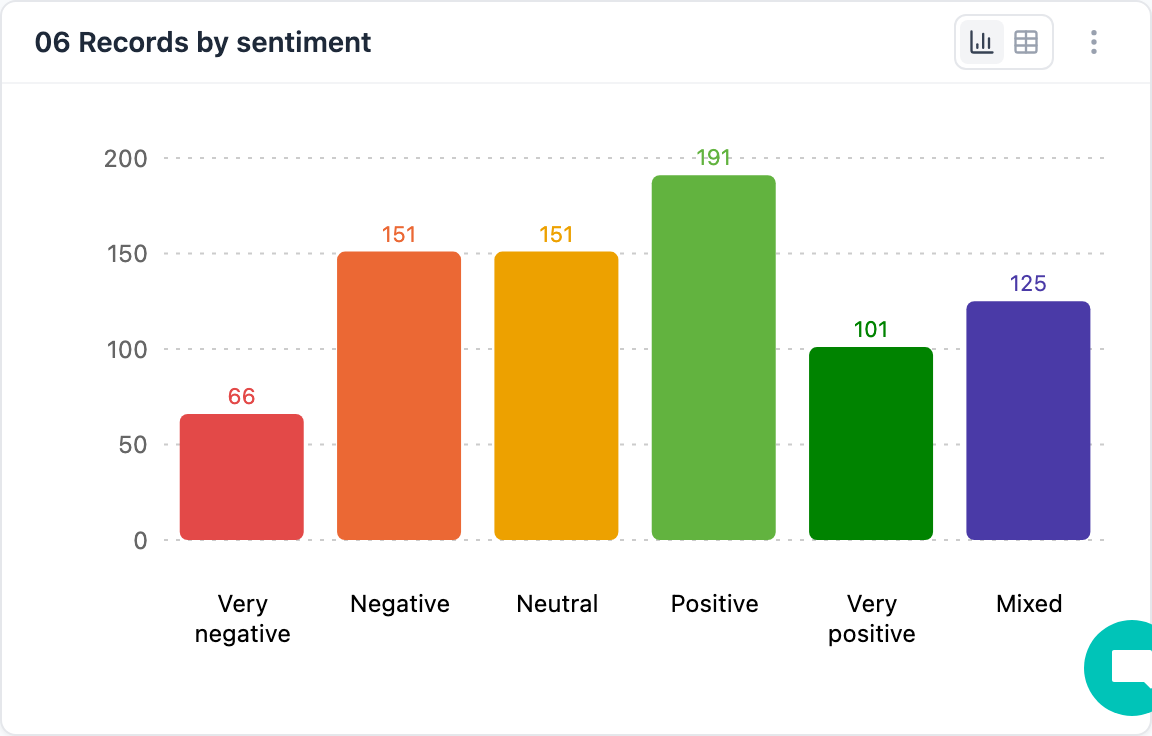 06 Records by sentiment
200
150
100
50
0
66
151
151
191
101
125
Very
negative
Negative
Neutral
Positive
Very
positive
Mixed